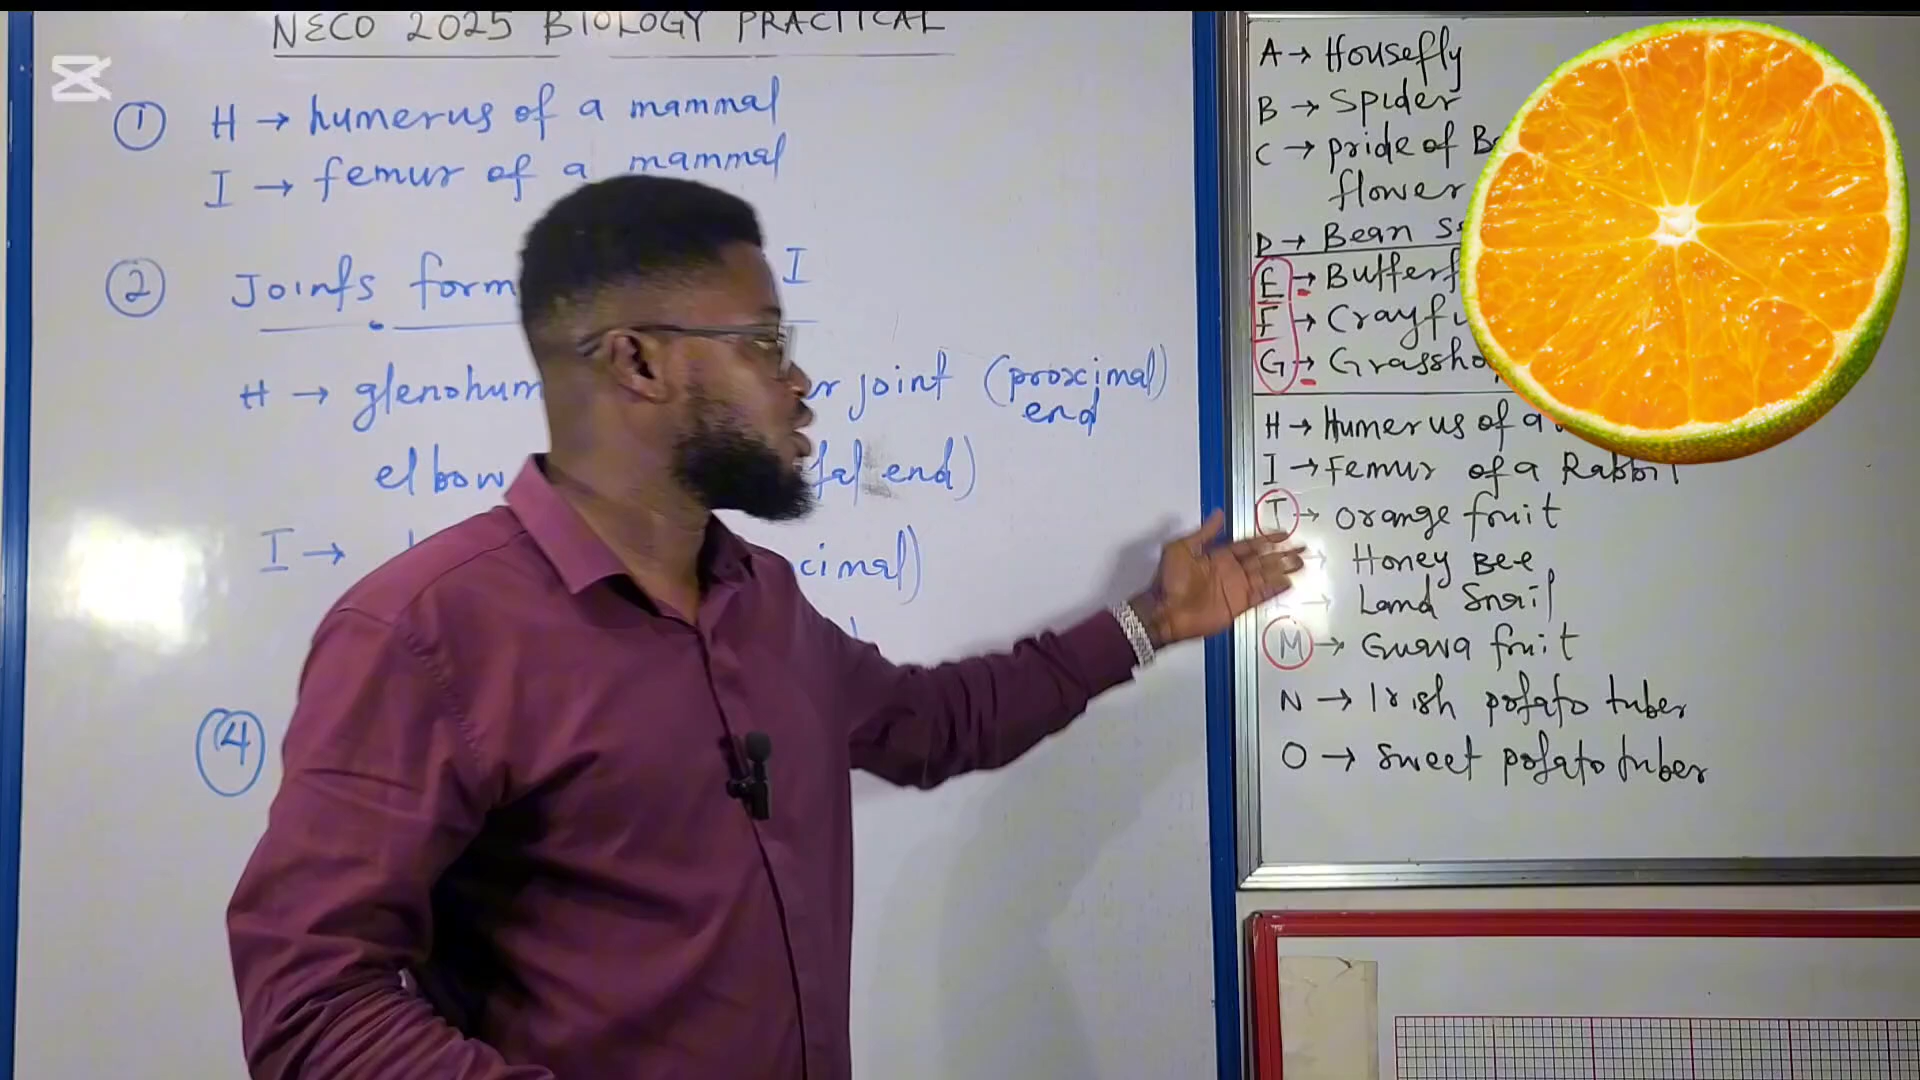 NECO 2025 BIOLOGY PRACTICAL
① H → humerus of a mammal
I → femur of a mammal
② Joints form I
H → glenohum r joint (proximal)
end
elbow tal end)
I → cimal)
④
A → Housefly
B → Spider
C → pride of B
flower
D → Bean S
E → Butterf
F → Crayfi
G → Grassho
H → Humerus of a
I → Femur of a Rabbit
J → Orange fruit
→ Honey Bee
→ Land Snail
M → Guava fruit
N → Irish potato tuber
O → Sweet potato tuber